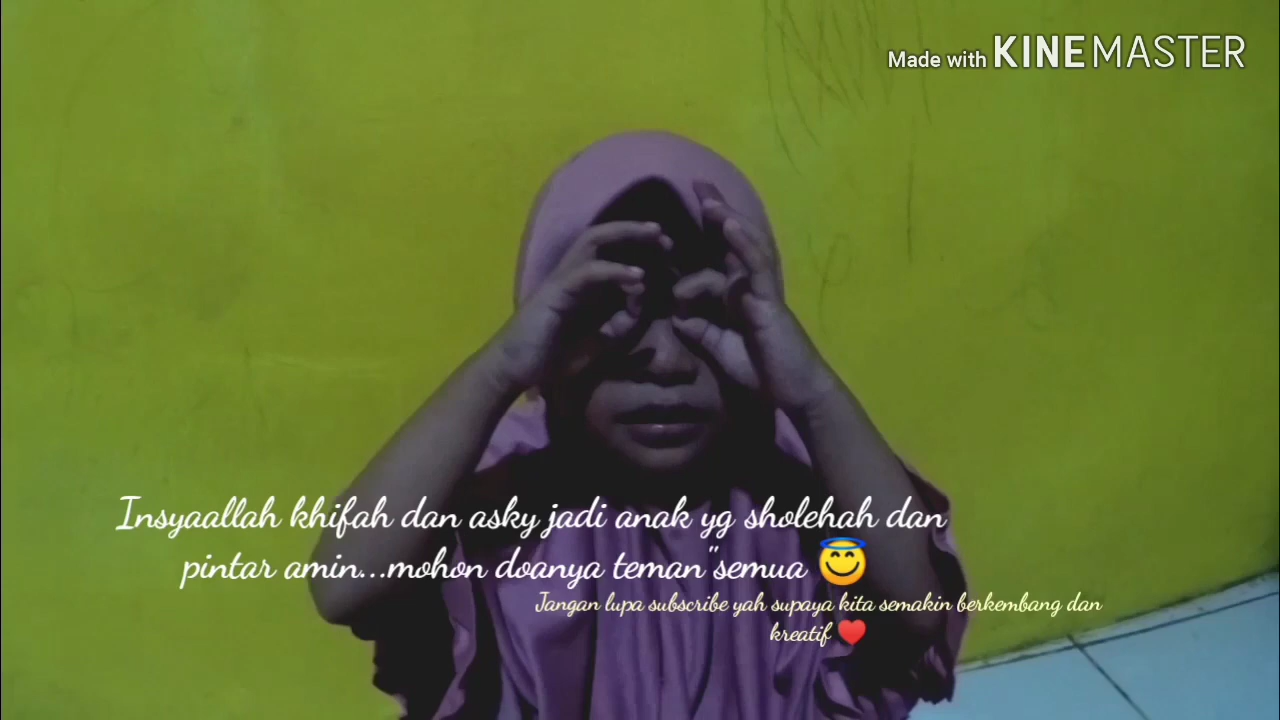 Made with KINEMASTER
Insyaallah khifah dan asky jadi anak yg sholehah dan
pintar amin...mohon doanya teman"semua 😇
Jangan lupa subscribe yah supaya kita semakin berkembang dan
kreatif ❤️